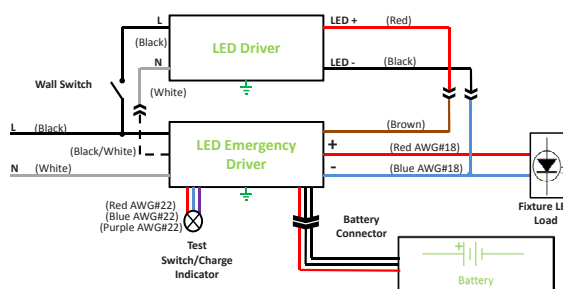 L
LED +
(Red)
(Black)
LED Driver
N
LED -
(Black)
Wall Switch
(White)
L
(Black)
(Brown)
LED Emergency
Driver
+
(Black/White)
(Red AWG#18)
N
(White)
-
(Blue AWG#18)
(Red AWG#22)
(Blue AWG#22)
(Purple AWG#22)
Fixture LE
Load
Test
Switch/Charge
Indicator
Battery
Connector
+
Battery